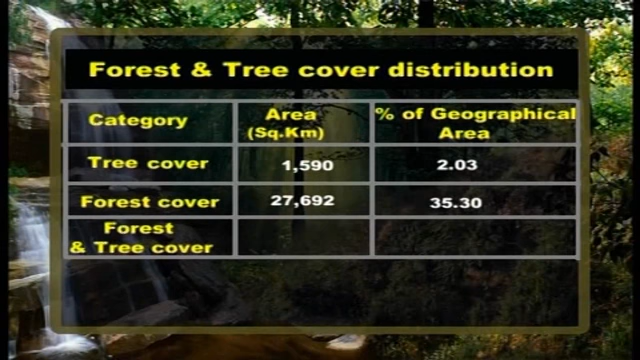 Forest & Tree cover distribution
Category
Area
(Sq.Km)
% of Geographical
Area
Tree cover
1,590
2.03
Forest cover
27,692
35.30
Forest
& Tree cover